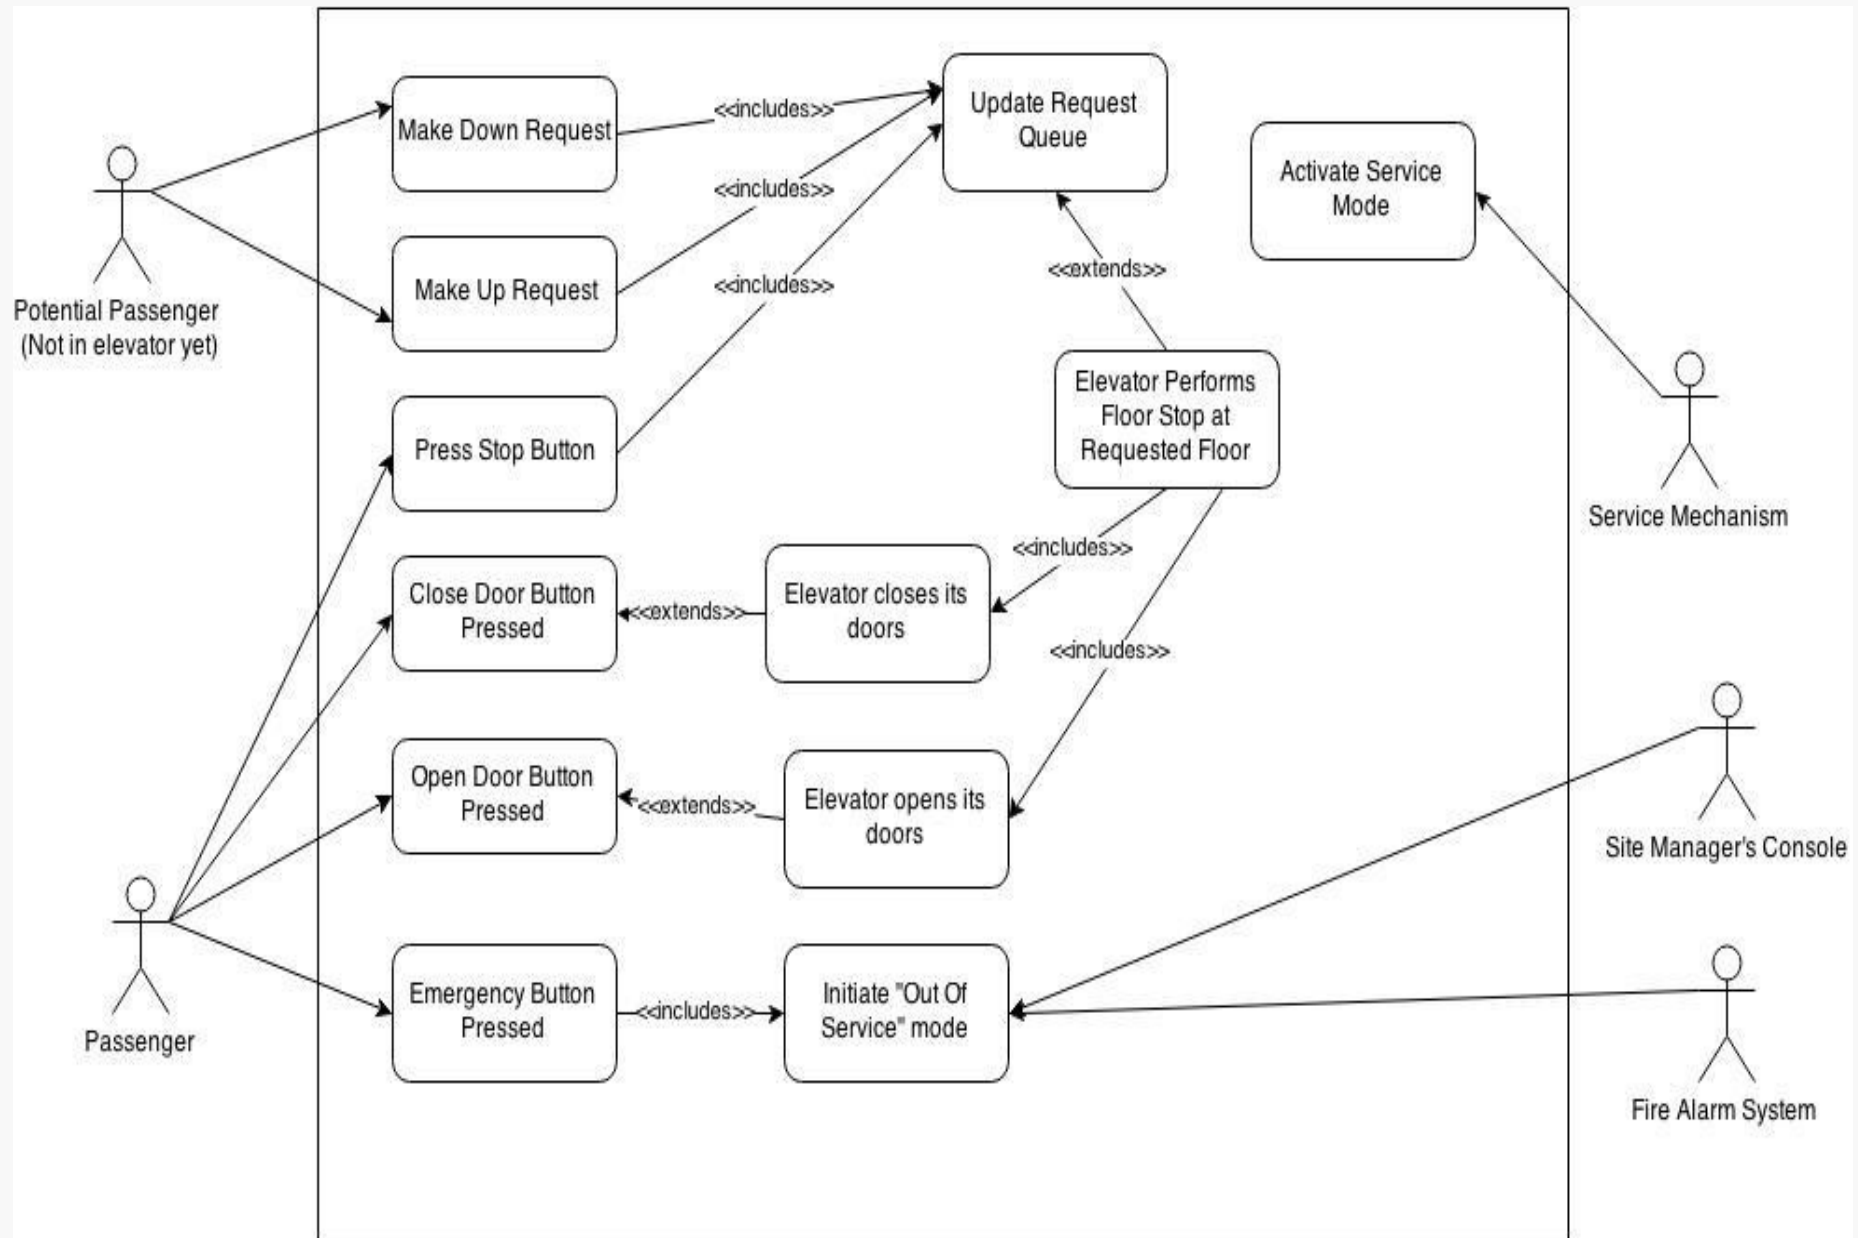 Make Down Request
<<includes>>
Update Request
Queue
Activate Service
Mode
<<includes>>
Make Up Request
<<includes>>
<<extends>>
Potential Passenger
(Not in elevator yet)
Press Stop Button
Elevator Performs
Floor Stop at
Requested Floor
Service Mechanism
<<includes>>
Close Door Button
Pressed
<<extends>>
Elevator closes its
doors
<<includes>>
Open Door Button
Pressed
<<extends>>
Elevator opens its
doors
Site Manager's Console
Emergency Button
Pressed
<<includes>>
Initiate "Out Of
Service" mode
Passenger
Fire Alarm System